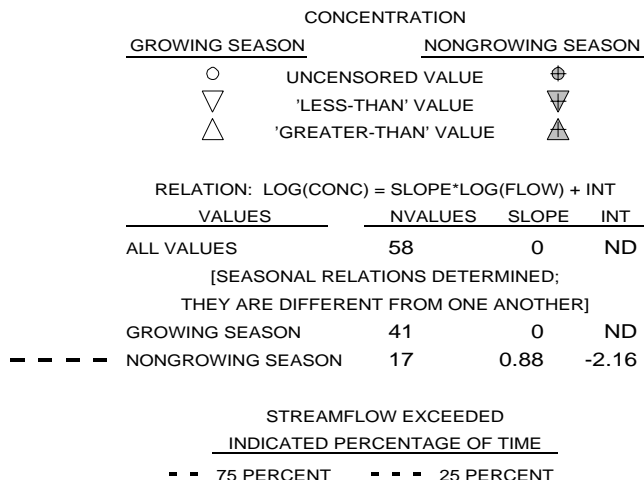 CONCENTRATION
GROWING SEASON NONGROWING SEASON
UNCENSORED VALUE
'LESS-THAN' VALUE
'GREATER-THAN' VALUE
RELATION: LOG(CONC) = SLOPE*LOG(FLOW) + INT
VALUES NVALUES SLOPE INT
ALL VALUES 58 0 ND
[SEASONAL RELATIONS DETERMINED;
THEY ARE DIFFERENT FROM ONE ANOTHER]
GROWING SEASON 41 0 ND
NONGROWING SEASON 17 0.88 -2.16
STREAMFLOW EXCEEDED
INDICATED PERCENTAGE OF TIME
75 PERCENT 25 PERCENT